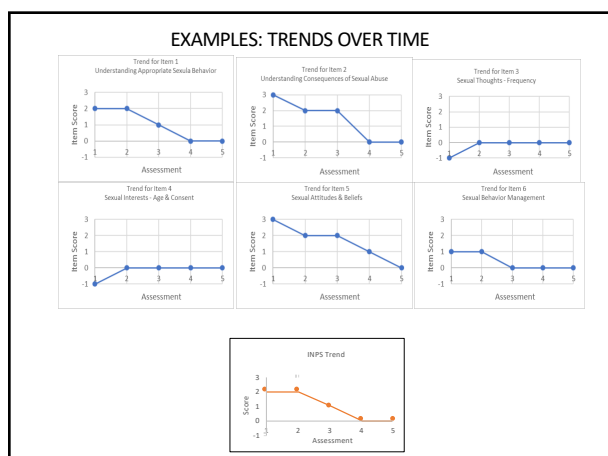 EXAMPLES: TRENDS OVER TIME
Trend for Item 1
Understanding Appropriate Sexula Behavior
3
2
1
0
-1
Item Score
1 2 3 4 5
Assessment
Trend for Item 2
Understanding Consequences of Sexual Abuse
3
2
1
0
-1
Item Score
1 2 3 4 5
Assessment
Trend for Item 3
Sexual Thoughts - Frequency
3
2
1
0
-1
Item Score
1 2 3 4 5
Assessment
Trend for Item 4
Sexual Interests - Age & Consent
3
2
1
0
-1
Item Score
1 2 3 4 5
Assessment
Trend for Item 5
Sexual Attitudes & Beliefs
3
2
1
0
-1
Item Score
1 2 3 4 5
Assessment
Trend for Item 6
Sexual Behavior Management
3
2
1
0
-1
Item Score
1 2 3 4 5
Assessment
INPS Trend
3
2
1
0
-1
Score
2 3 4 5
Assessment